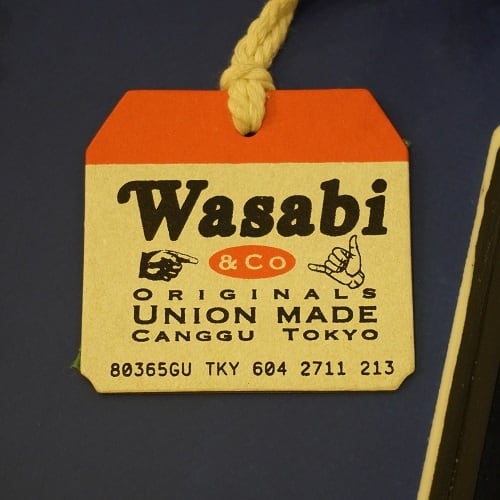 Wasabi
& Co
Originals
Union Made
Canggu Tokyo
80365GU TKY 604 2711 213